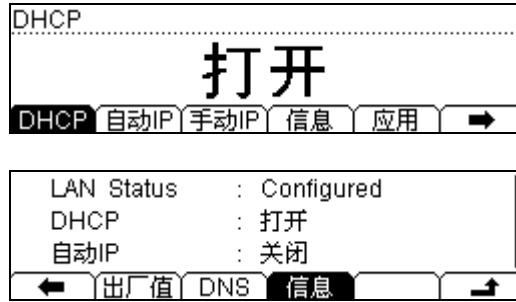 DHCP
打开
DHCP 自动IP 手动IP 信息 应用
LAN Status : Configured
DHCP : 打开
自动IP : 关闭
出厂值 DNS 信息